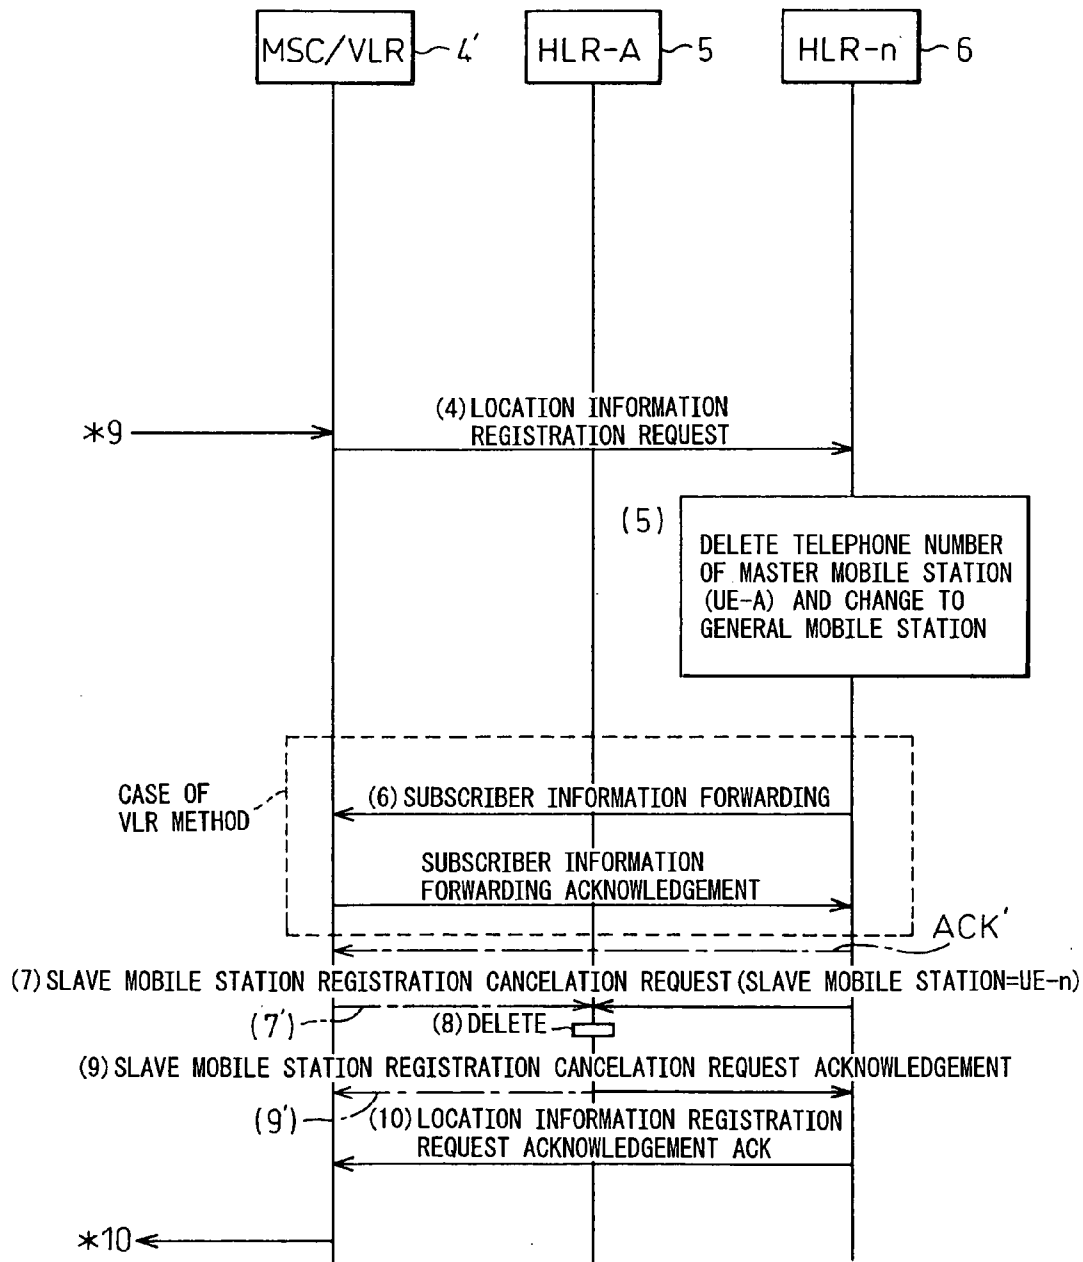 MSC/VLR 4' HLR-A 5 HLR-n 6
*9
(4) LOCATION INFORMATION
REGISTRATION REQUEST
(5)
DELETE TELEPHONE NUMBER
OF MASTER MOBILE STATION
(UE-A) AND CHANGE TO
GENERAL MOBILE STATION
CASE OF
VLR METHOD
(6) SUBSCRIBER INFORMATION FORWARDING
SUBSCRIBER INFORMATION
FORWARDING ACKNOWLEDGEMENT
ACK'
(7) SLAVE MOBILE STATION REGISTRATION CANCELATION REQUEST (SLAVE MOBILE STATION=UE-n)
(7')
(8) DELETE
(9) SLAVE MOBILE STATION REGISTRATION CANCELATION REQUEST ACKNOWLEDGEMENT
(9')
(10) LOCATION INFORMATION REGISTRATION
REQUEST ACKNOWLEDGEMENT ACK
*10